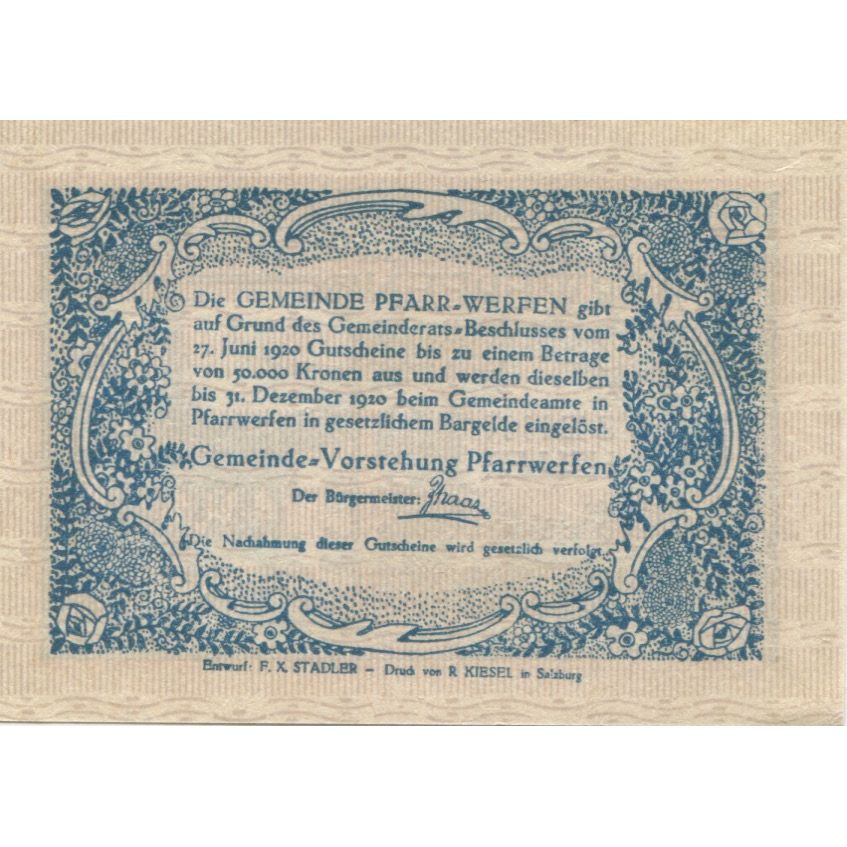 Die GEMEINDE PFARR-WERFEN gibt
auf Grund des Gemeinderats-Beschlusses vom
27. Juni 1920 Gutscheine bis zu einem Betrage
von 50.000 Kronen aus und werden dieselben
bis 31. Dezember 1920 beim Gemeindeamte in
Pfarrwerfen in gesetzlichem Bargelde eingelöst.
Gemeinde-Vorstehung Pfarrwerfen
Der Bürgermeister:
Die Nachahmung dieser Gutscheine wird gesetzlich verfolgt.
Entwurf: F. X. STADLER – Druck von R. KIESEL in Salzburg